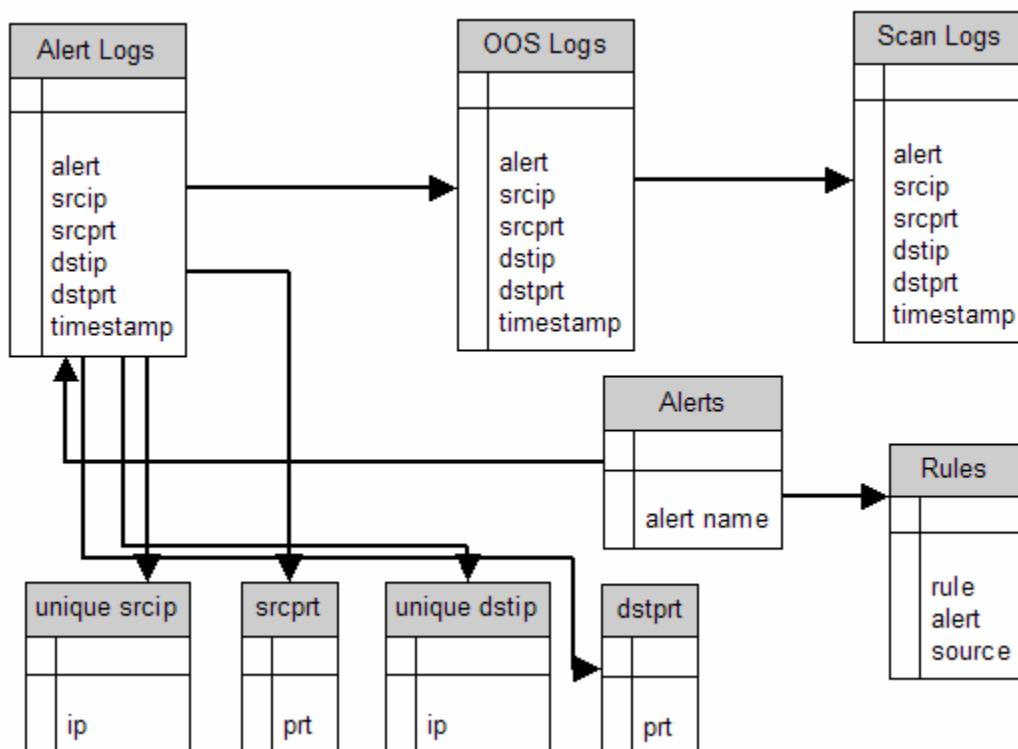 Alert Logs
alert
srcip
srcprt
dstip
dstprt
timestamp
OOS Logs
alert
srcip
srcprt
dstip
dstprt
timestamp
Scan Logs
alert
srcip
srcprt
dstip
dstprt
timestamp
Alerts
alert name
Rules
rule
alert
source
unique srcip
ip
srcprt
prt
unique dstip
ip
dstprt
prt